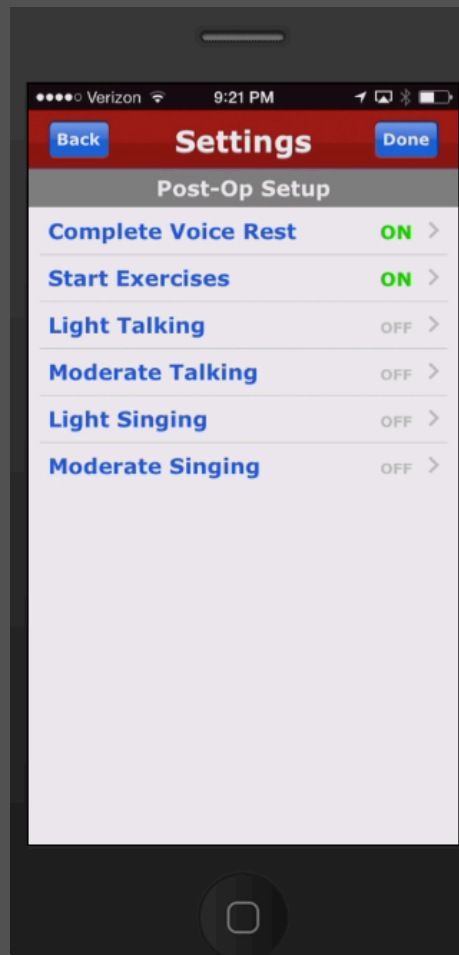 Verizon 9:21 PM
Back Settings Done
Post-Op Setup
Complete Voice Rest ON
Start Exercises ON
Light Talking OFF
Moderate Talking OFF
Light Singing OFF
Moderate Singing OFF